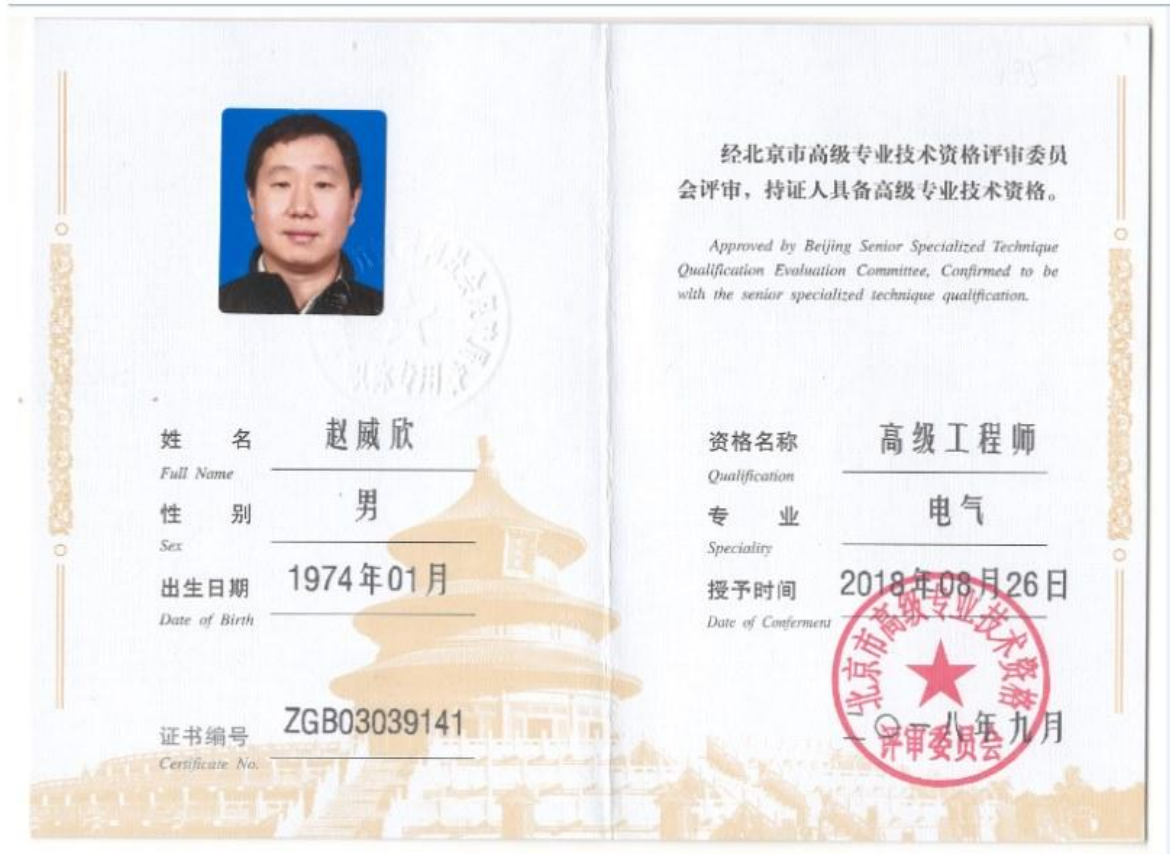 姓 名
赵威欣
Full Name
性 别
男
Sex
出生日期
1974年01月
Date of Birth
证书编号
ZGB03039141
Certificate No.
经北京市高级专业技术资格评审委员
会评审，持证人具备高级专业技术资格。
Approved by Beijing Senior Specialized Technique
Qualification Evaluation Committee, Confirmed to be
with the senior specialized technique qualification.
资格名称
高级工程师
Qualification
专 业
电气
Speciality
授予时间
2018年08月26日
Date of Conferment
北京市高级专业技术资格
评审委员会
二〇一八年九月